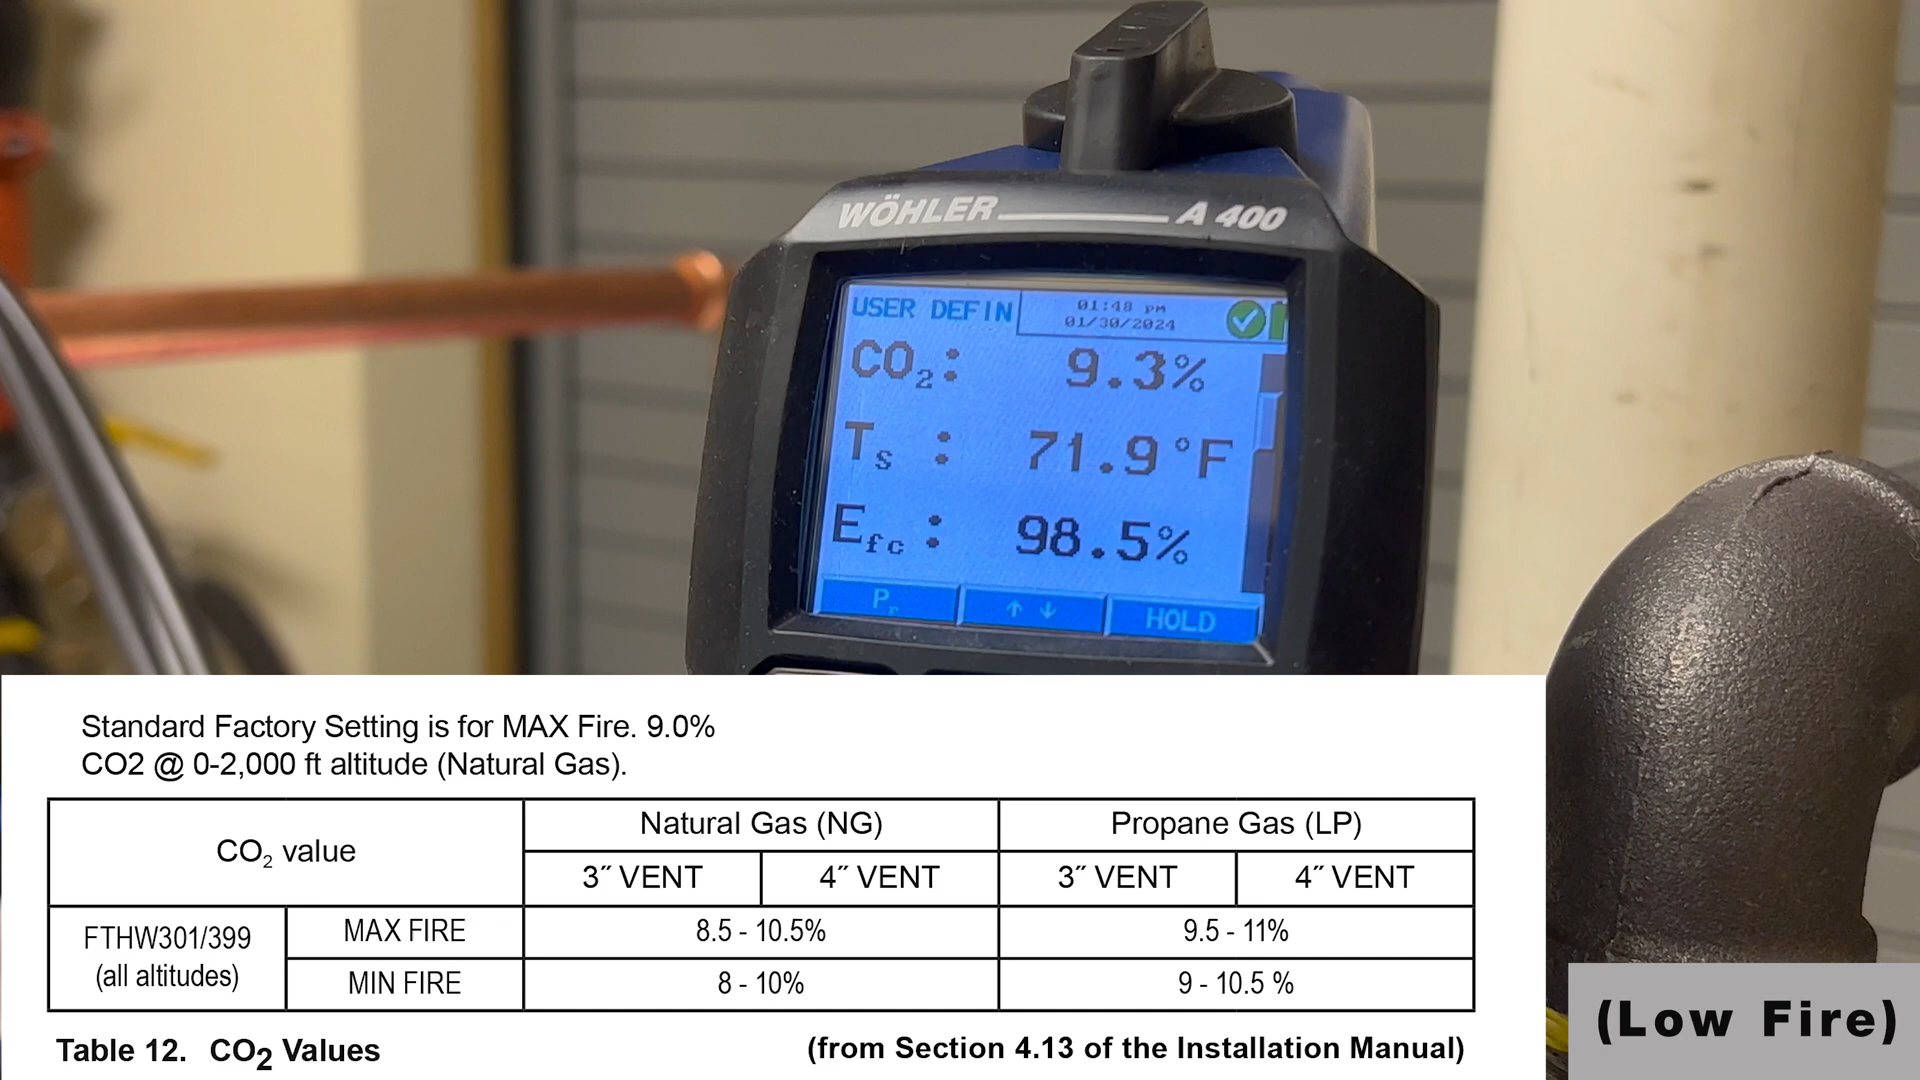 WÖHLER A 400
USER DEFIN
01:48 pm
01/30/2024
CO₂: 9.3%
Ts : 71.9°F
Efc : 98.5%
Pr ↑ ↓ HOLD
Standard Factory Setting is for MAX Fire. 9.0%
CO2 @ 0-2,000 ft altitude (Natural Gas).
CO₂ value
Natural Gas (NG)
Propane Gas (LP)
3˝ VENT
4˝ VENT
3˝ VENT
4˝ VENT
FTHW301/399
(all altitudes)
MAX FIRE
8.5 - 10.5%
9.5 - 11%
MIN FIRE
8 - 10%
9 - 10.5 %
Table 12. CO2 Values
(from Section 4.13 of the Installation Manual)
(Low Fire)